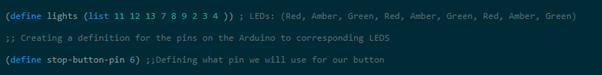 (define lights (list 11 12 13 7 8 9 2 3 4 )) ; LEDs: (Red, Amber, Green, Red, Amber, Green, Red, Amber, Green)
;; Creating a definition for the pins on the Arduino to corresponding LEDS
(define stop-button-pin 6) ;;Defining what pin we will use for our button